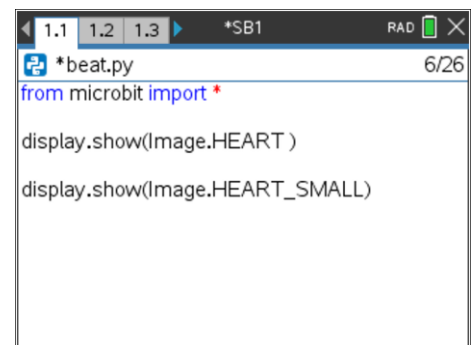 1.1 1.2 1.3 *SB1 RAD
*beat.py 6/26
from microbit import *
display.show(Image.HEART )
display.show(Image.HEART_SMALL)